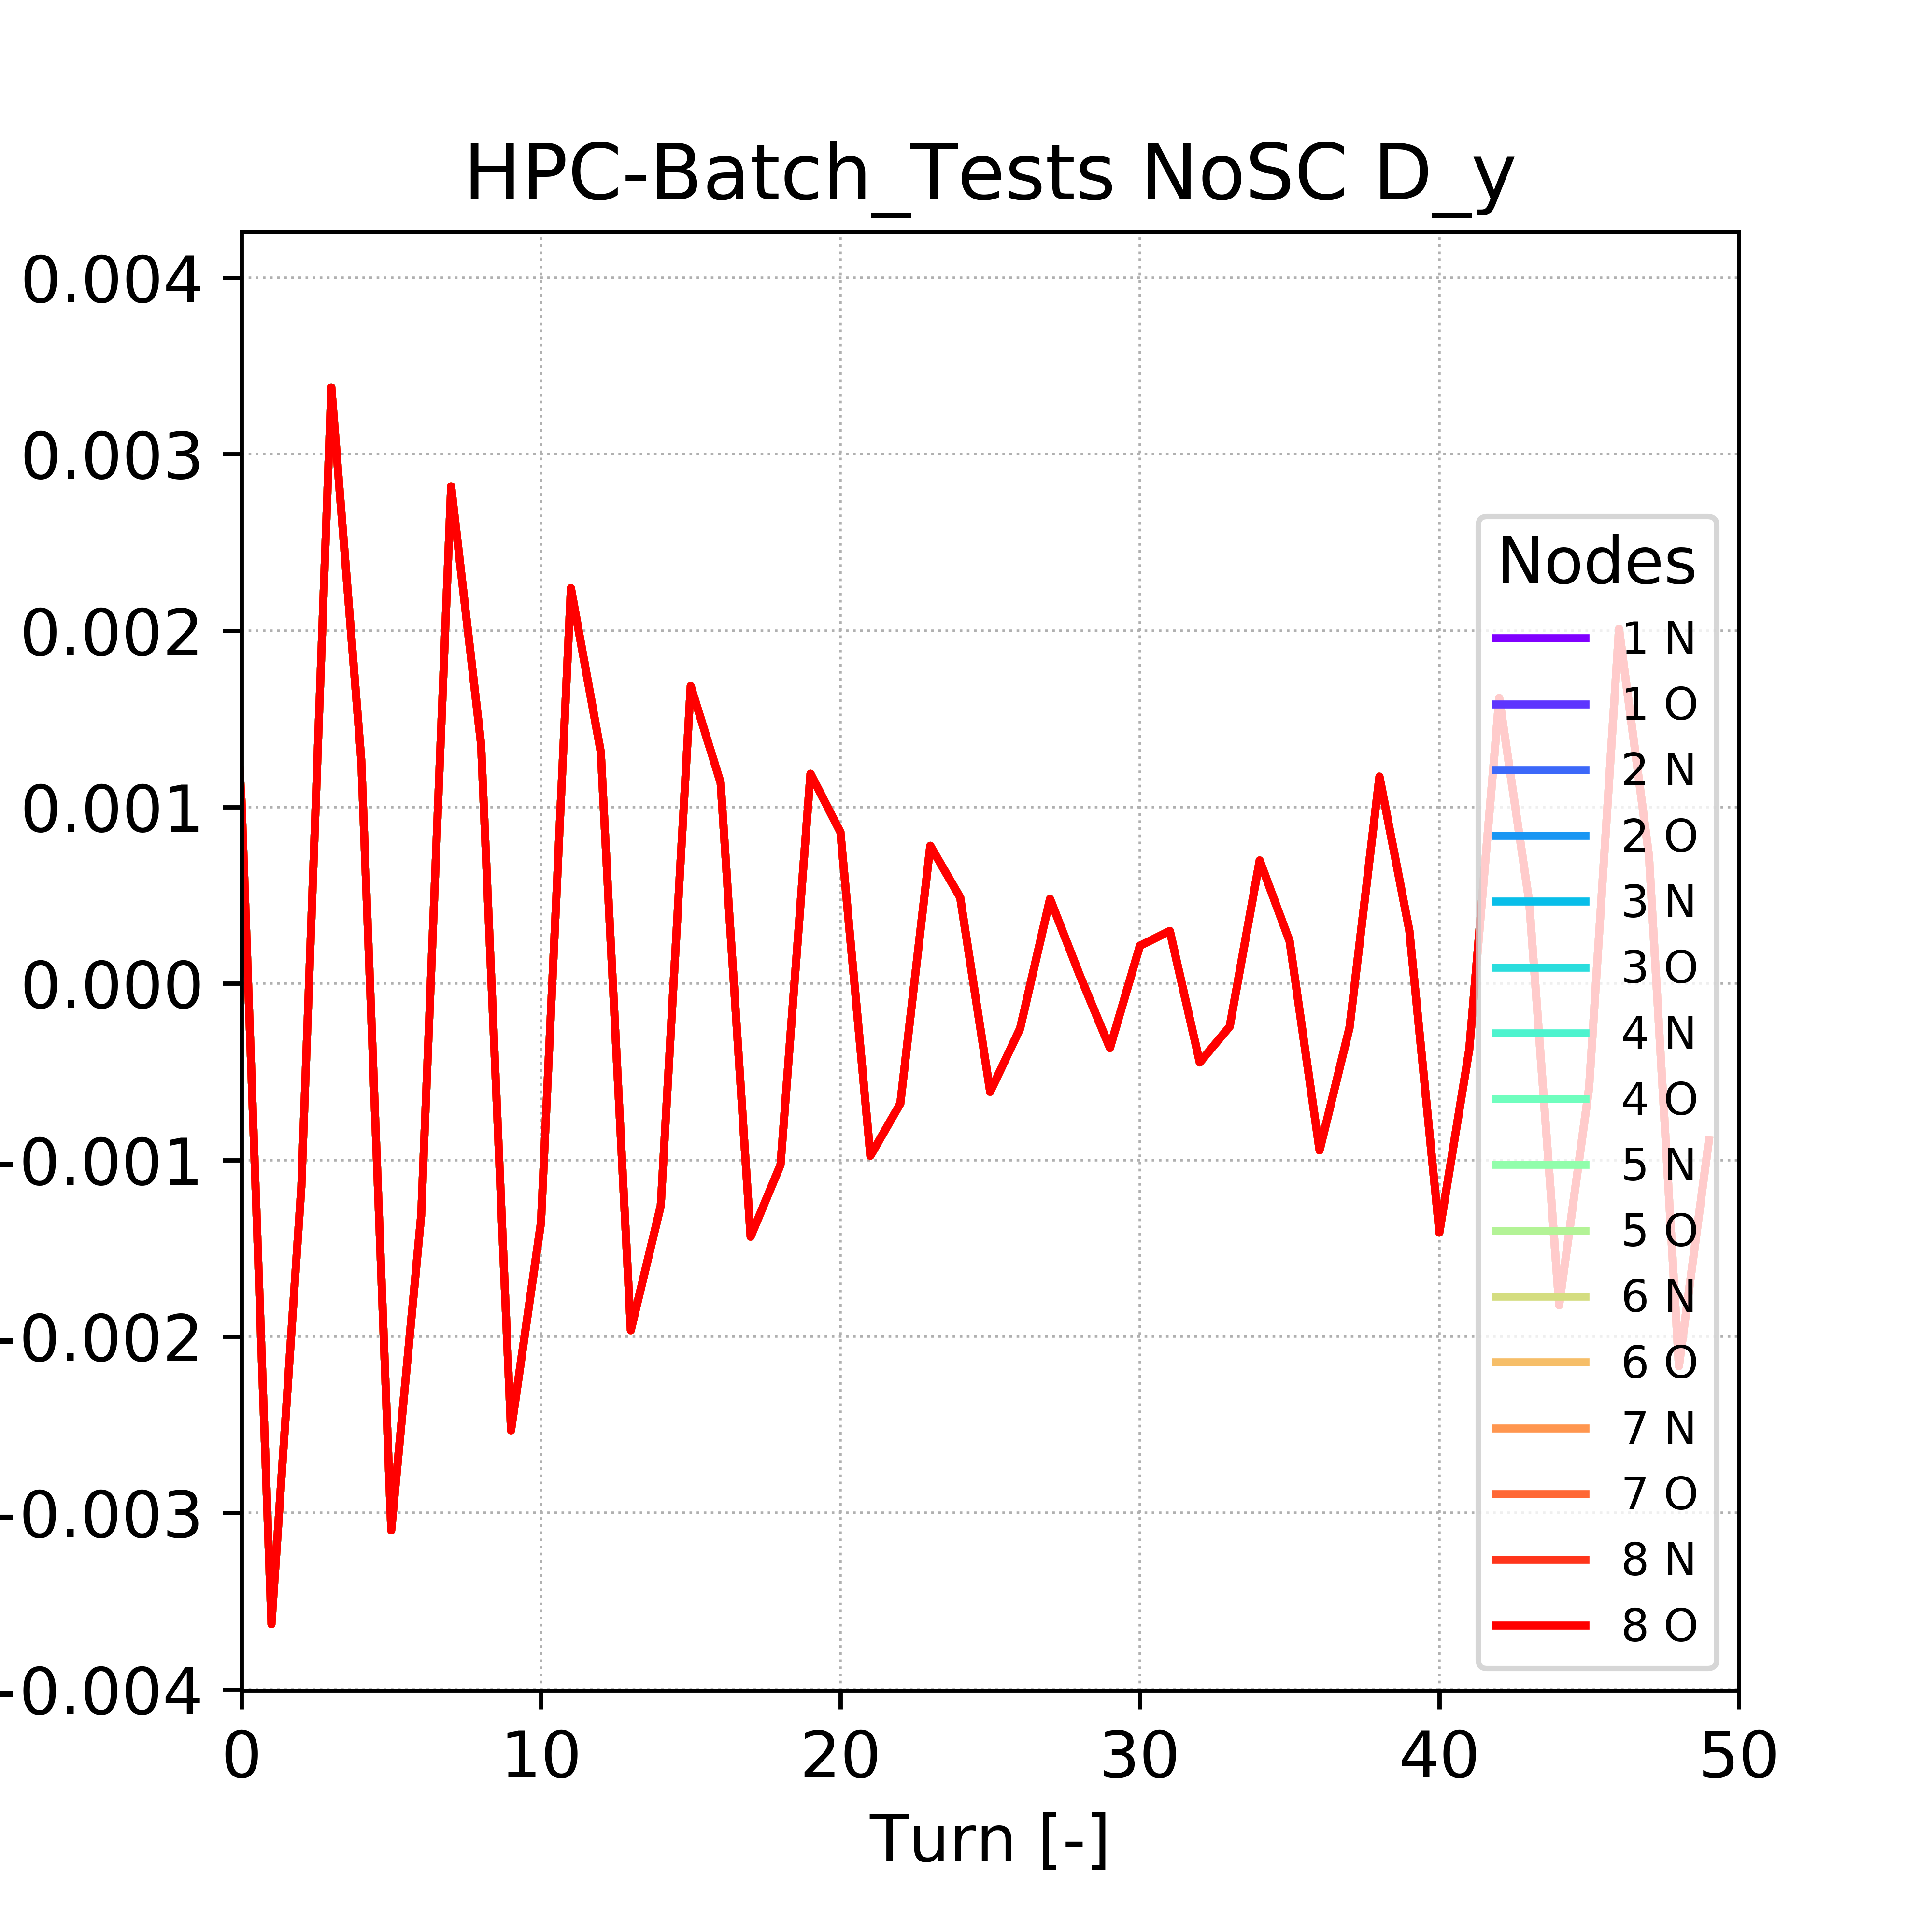 HPC-Batch_Tests NoSC D_y
0.004
0.003
0.002
0.001
0.000
-0.001
-0.002
-0.003
-0.004
0 10 20 30 40 50
Turn [-]
Nodes
1 N
1 O
2 N
2 O
3 N
3 O
4 N
4 O
5 N
5 O
6 N
6 O
7 N
7 O
8 N
8 O